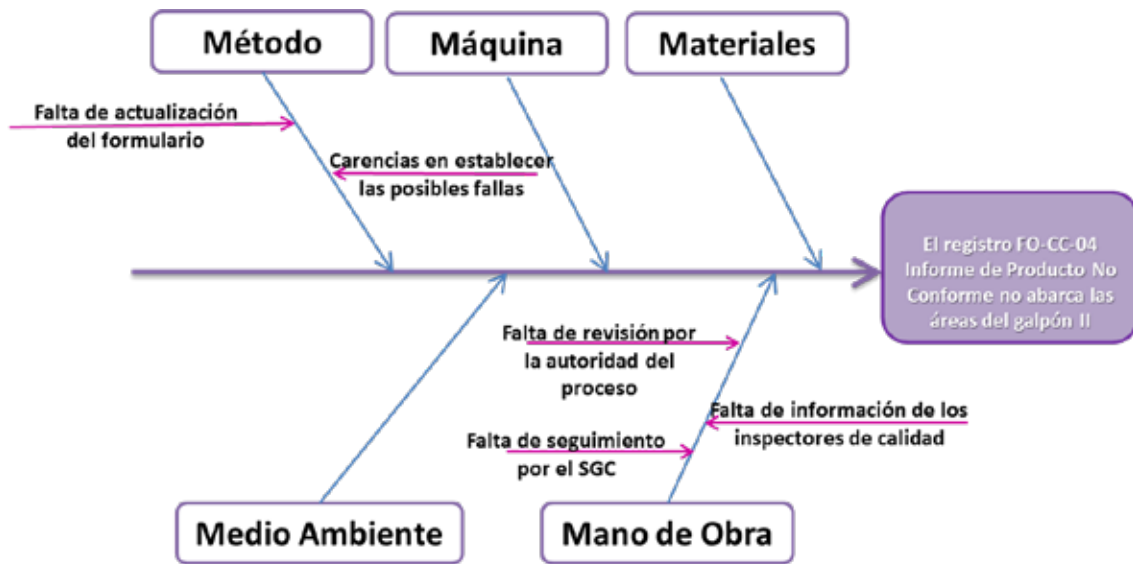 Método
Máquina
Materiales
Falta de actualización
del formulario
Carencias en establecer
las posibles fallas
El registro FO-CC-04
Informe de Producto No
Conforme no abarca las
áreas del galpón II
Falta de revisión por
la autoridad del
proceso
Falta de información de los
inspectores de calidad
Falta de seguimiento
por el SGC
Medio Ambiente
Mano de Obra